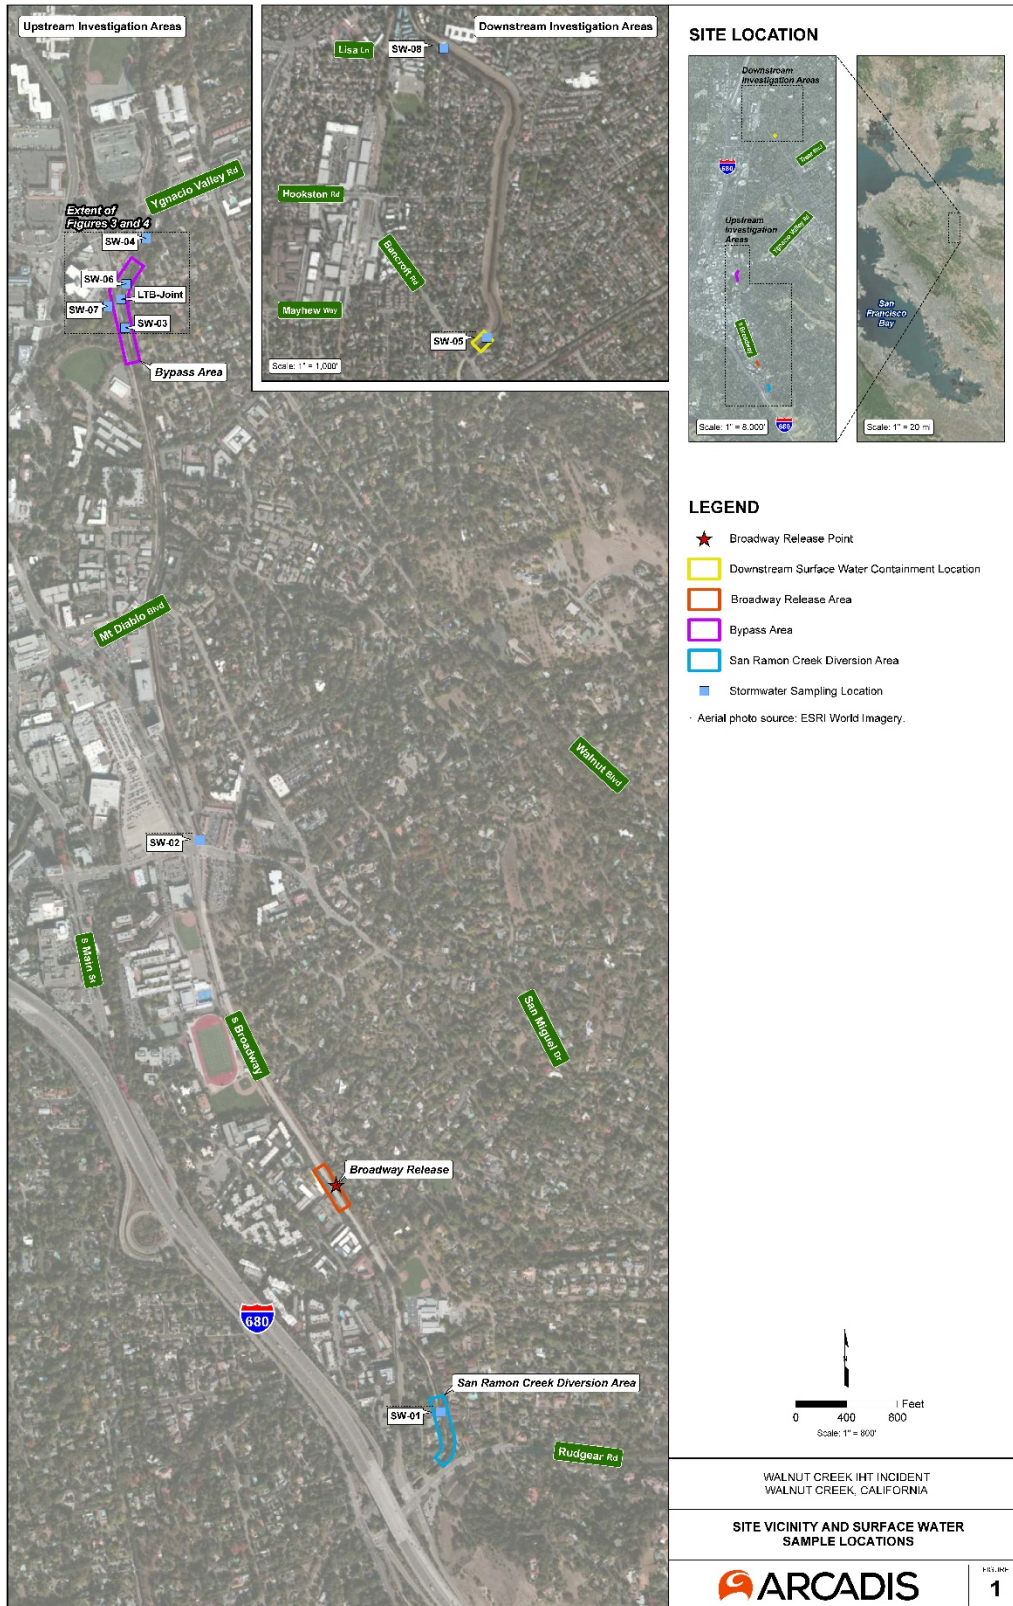 Upstream Investigation Areas
Ygnacio Valley Rd
Extent of
Figures 3 and 4
SW-04
SW-06
LTB-Joint
SW-07
SW-03
Bypass Area
Downstream Investigation Areas
Lisa Ln
SW-08
Hookston Rd
Bancroft Rd
Mayhew Way
SW-05
Scale: 1" = 1,000'
Mt Diablo Blvd
Walnut Blvd
SW-02
S Main St
San Miguel Dr
S Broadway
Broadway Release
680
San Ramon Creek Diversion Area
SW-01
Rudgear Rd
SITE LOCATION
Downstream
Investigation Areas
Treat Blvd
680
Ygnacio Valley Rd
Upstream
Investigation
Areas
S Broadway
680
Scale: 1" = 8,000'
San
Francisco
Bay
Scale: 1" = 20 mi
LEGEND
Broadway Release Point
Downstream Surface Water Containment Location
Broadway Release Area
Bypass Area
San Ramon Creek Diversion Area
Stormwater Sampling Location
· Aerial photo source: ESRI World Imagery.
N
Feet
0 400 800
Scale: 1" = 800'
WALNUT CREEK IHT INCIDENT
WALNUT CREEK, CALIFORNIA
SITE VICINITY AND SURFACE WATER
SAMPLE LOCATIONS
ARCADIS
FIGURE
1